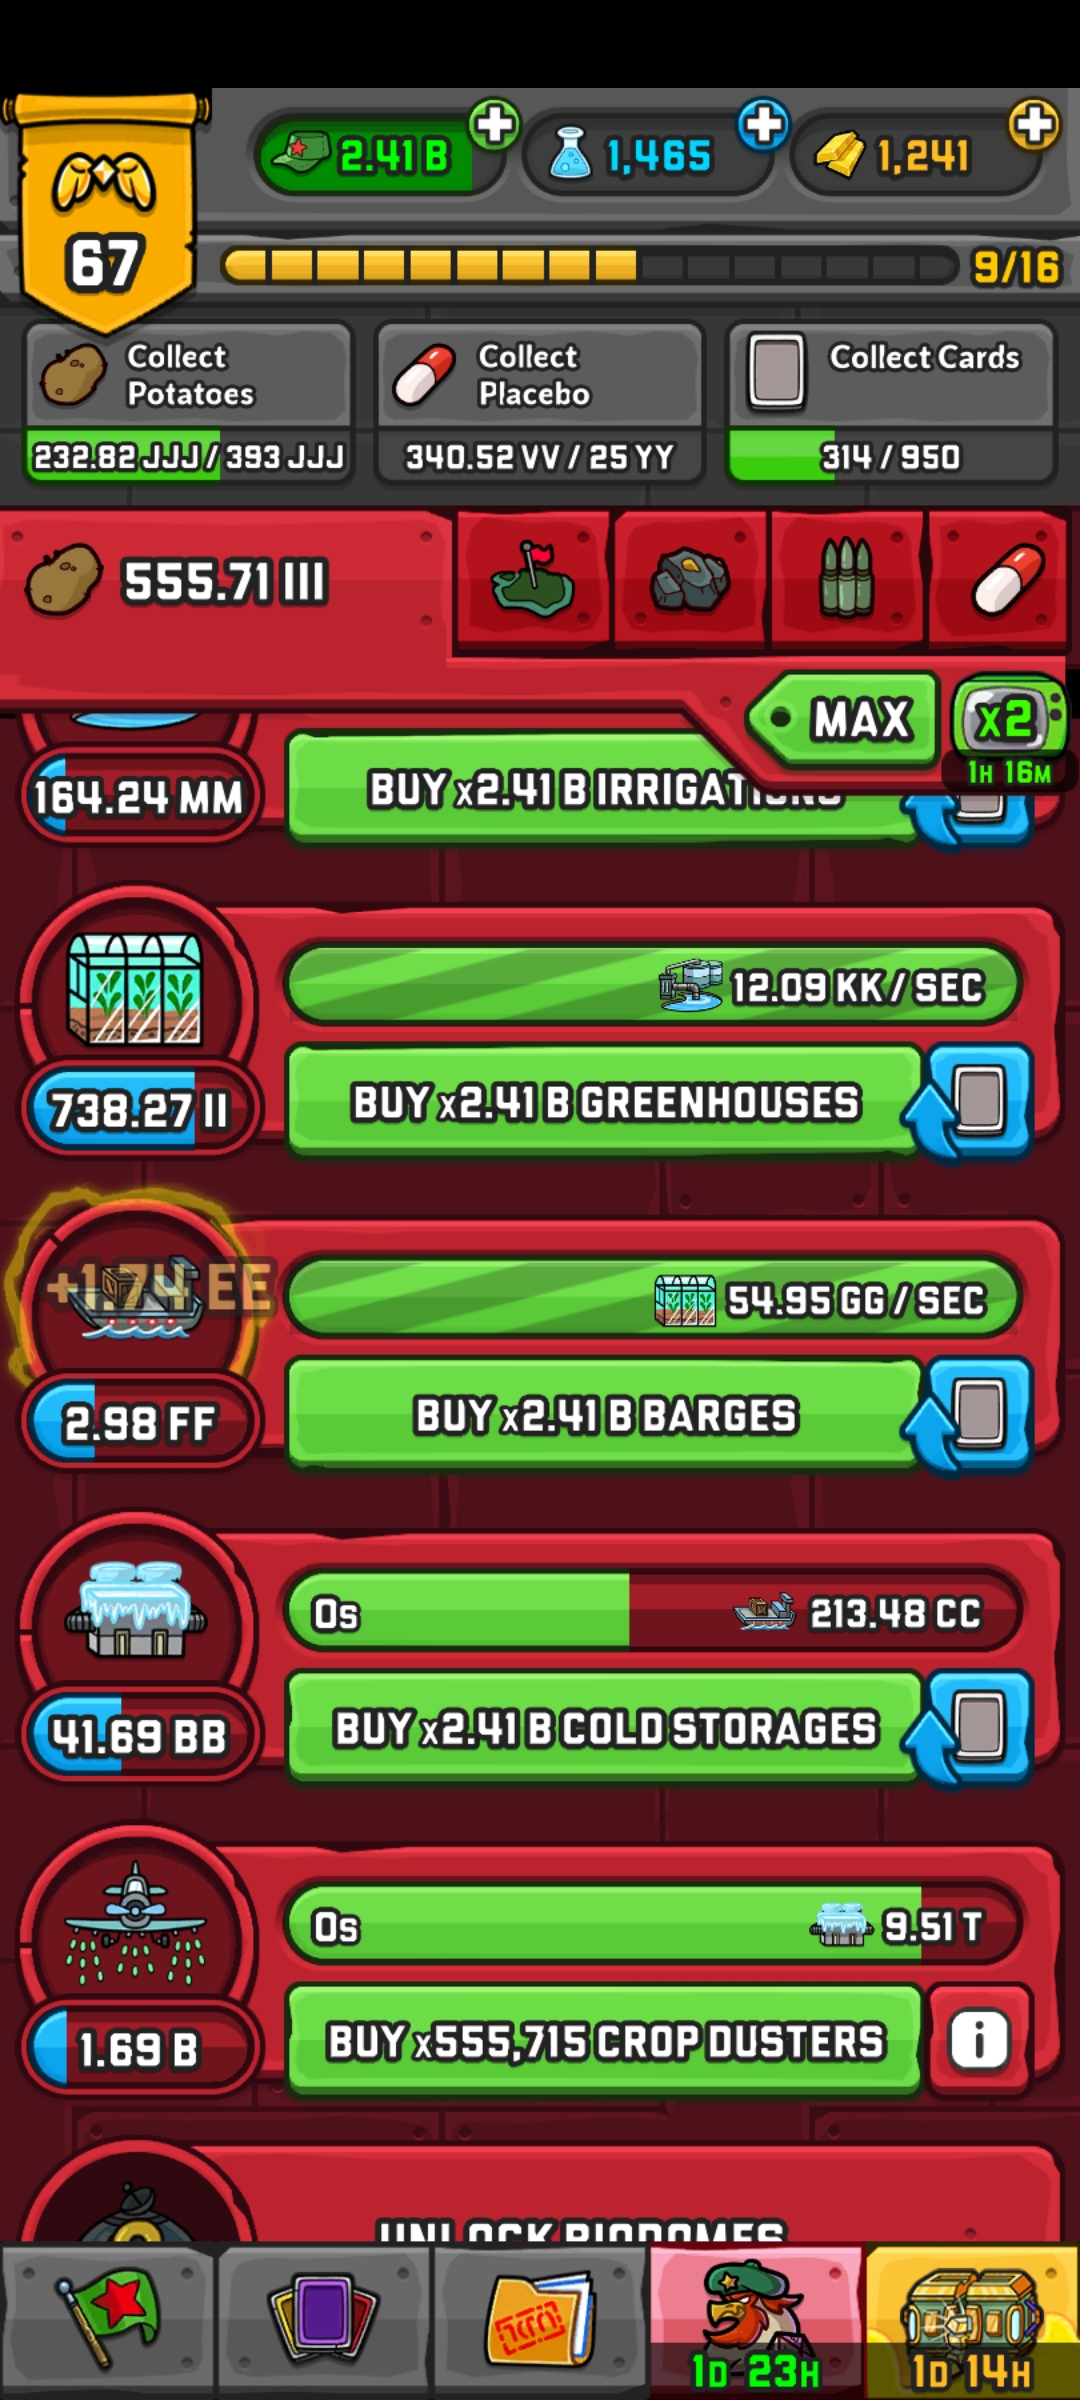 2.41 B
1,465
1,241
67
9/16
Collect
Potatoes
Collect
Placebo
Collect Cards
232.82 JJJ / 393 JJJ
340.52 VV / 25 YY
314 / 950
555.71 III
MAX
x2
1H 16M
164.24 MM
BUY x2.41 B IRRIGATIONS
12.09 KK / SEC
738.27 II
BUY x2.41 B GREENHOUSES
+1.74 EE
54.95 GG / SEC
2.98 FF
BUY x2.41 B BARGES
0s
213.48 CC
41.69 BB
BUY x2.41 B COLD STORAGES
0s
9.51 T
1.69 B
BUY x555,715 CROP DUSTERS
i
UNLOCK BIODOMES
1D 23H
1D 14H